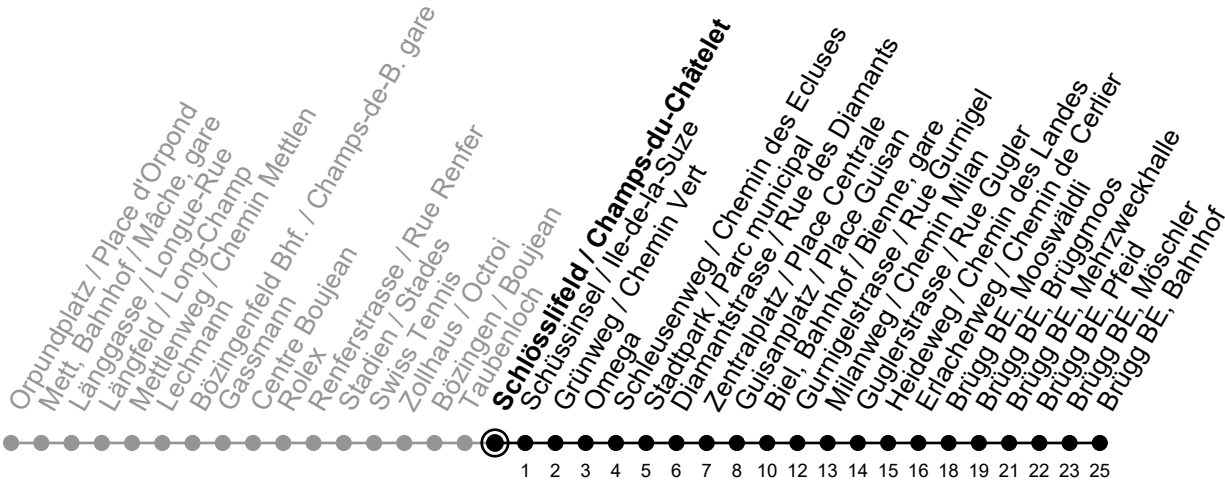 Orpundplatz / Place d'Orpond
Mett, Bahnhof / Mâche, gare
Länggasse / Longue-Rue
Längfeld / Long-Champ
Mettlenweg / Chemin Mettlen
Lechmann
Bözingenfeld Bhf. / Champs-de-B. gare
Gassmann
Centre Boujean
Rolex
Renferstrasse / Rue Renfer
Stadien / Stades
Swiss Tennis
Zollhaus / Octroi
Bözingen / Boujean
Taubenloch
Schlösslifeld / Champs-du-Châtelet
Schüssinsel / Ile-de-la-Suze
Grünweg / Chemin Vert
Omega
Schleusenweg / Chemin des Ecluses
Stadtpark / Parc municipal
Diamantstrasse / Rue des Diamants
Zentralplatz / Place Centrale
Guisanplatz / Place Guisan
Biel, Bahnhof / Bienne, gare
Gurnigelstrasse / Rue Gurnigel
Milanweg / Chemin Milan
Guglerstrasse / Rue Gugler
Heideweg / Chemin des Landes
Erlacherweg / Chemin de Cerlier
Brügg BE, Mooswäldli
Brügg BE, Brüggmoos
Brügg BE, Mehrzweckhalle
Brügg BE, Pfeid
Brügg BE, Möschler
Brügg BE, Bahnhof
1 2 3 4 5 6 7 8 10 12 13 14 15 16 18 19 21 22 23 25